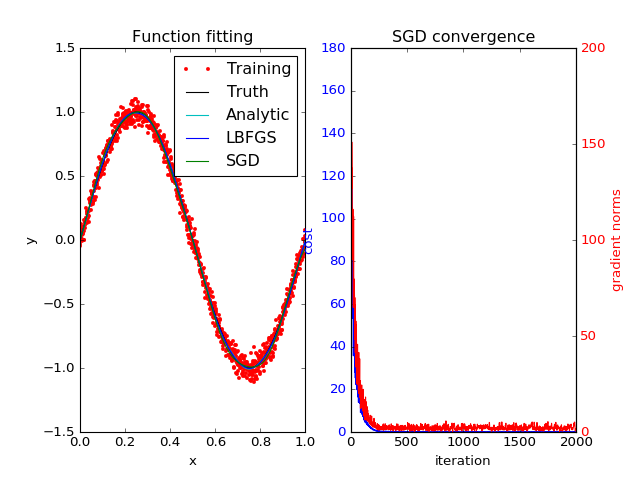 Function fitting
1.5
1.0
0.5
0.0
−0.5
−1.0
−1.5
0.0 0.2 0.4 0.6 0.8 1.0
x
y
Training
Truth
Analytic
LBFGS
SGD
SGD convergence
180
160
140
120
100
80
60
40
20
0
cost
0 500 1000 1500 2000
iteration
200
150
100
50
0
gradient norms